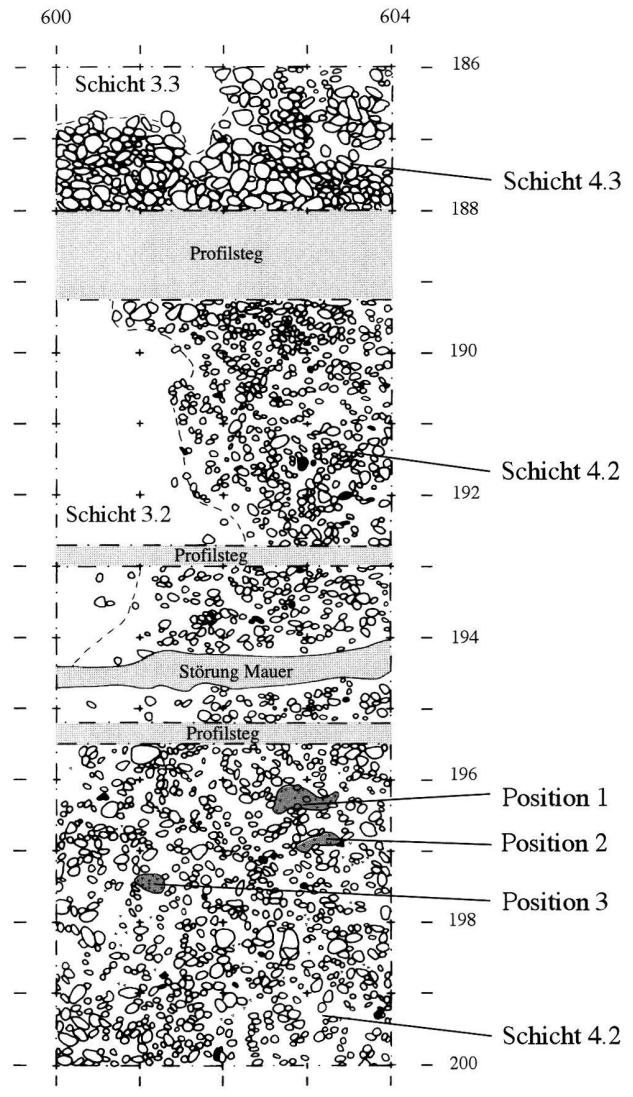 600 604
186
Schicht 3.3
Schicht 4.3
188
Profilsteg
190
Schicht 4.2
192
Schicht 3.2
Profilsteg
194
Störung Mauer
Profilsteg
196
Position 1
Position 2
Position 3
198
Schicht 4.2
200